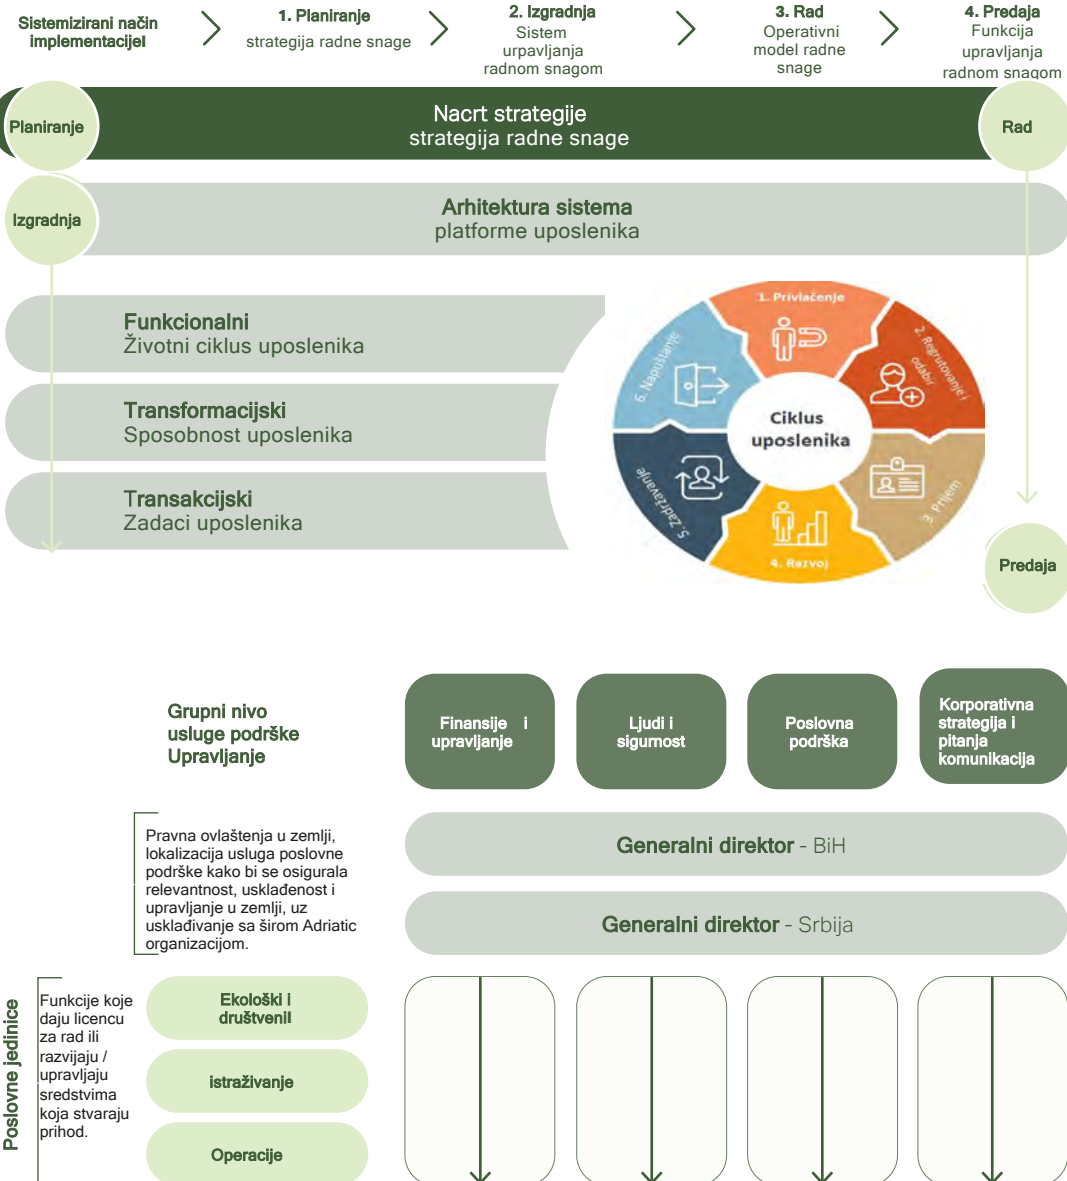 Sistemizirani način
implementacijel
1. Planiranje
strategija radne snage
2. Izgradnja
Sistem
urpavljanja
radnom snagom
3. Rad
Operativni
model radne
snage
4. Predaja
Funkcija
upravljanja
radnom snagom
Planiranje
Nacrt strategije
strategija radne snage
Rad
Izgradnja
Arhitektura sistema
platforme uposlenika
Funkcionalni
Životni ciklus uposlenika
Transformacijski
Sposobnost uposlenika
Transakcijski
Zadaci uposlenika
1. Privlačenje
2. Regrutovanje i
odabir
3. Prijem
4. Razvoj
5. Zadržavanje
6. Napuštanje
Ciklus
uposlenika
Predaja
Grupni nivo
usluge podrške
Upravljanje
Finansije i
upravljanje
Ljudi i
sigurnost
Poslovna
podrška
Korporativna
strategija i
pitanja
komunikacija
Pravna ovlaštenja u zemlji,
lokalizacija usluga poslovne
podrške kako bi se osigurala
relevantnost, usklađenost i
upravljanje u zemlji, uz
usklađivanje sa širom Adriatic
organizacijom.
Generalni direktor - BiH
Generalni direktor - Srbija
Poslovne jedinice
Funkcije koje
daju licencu
za rad ili
razvijaju /
upravljaju
sredstvima
koja stvaraju
prihod.
Ekološki i
društvenil
istraživanje
Operacije